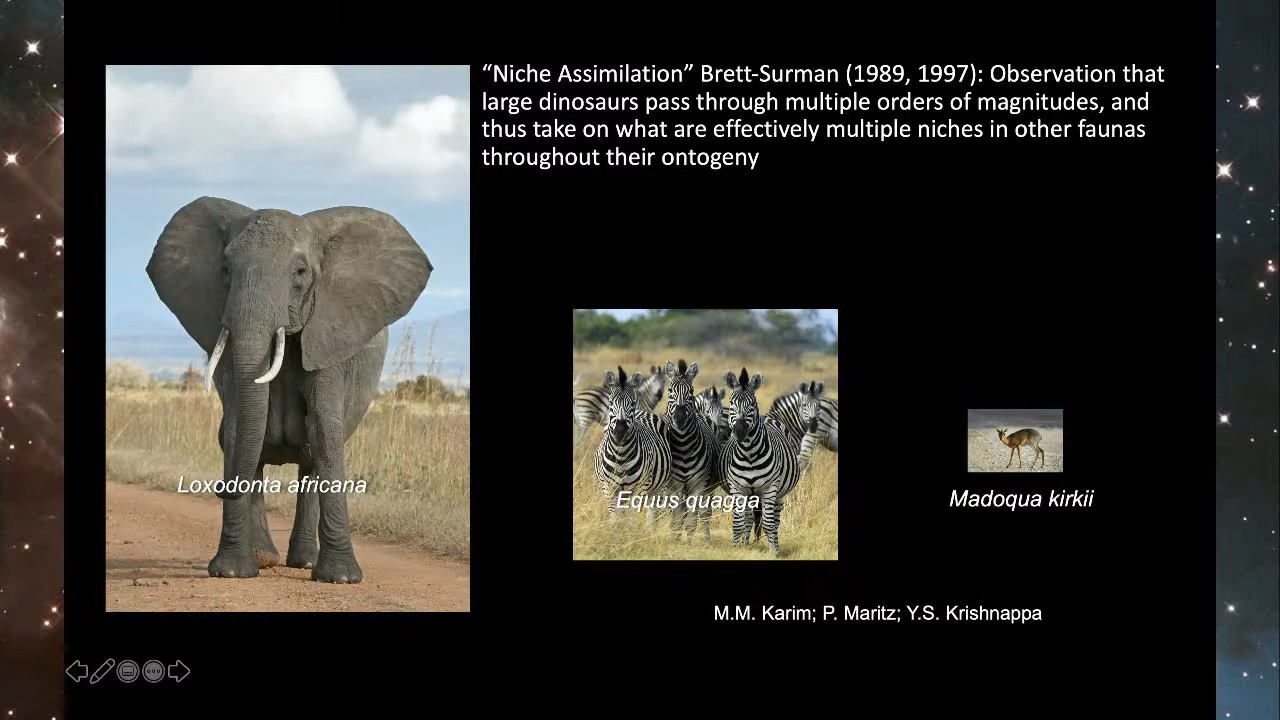 “Niche Assimilation” Brett-Surman (1989, 1997): Observation that
large dinosaurs pass through multiple orders of magnitudes, and
thus take on what are effectively multiple niches in other faunas
throughout their ontogeny
Loxodonta africana
Equus quagga
Madoqua kirkii
M.M. Karim; P. Maritz; Y.S. Krishnappa